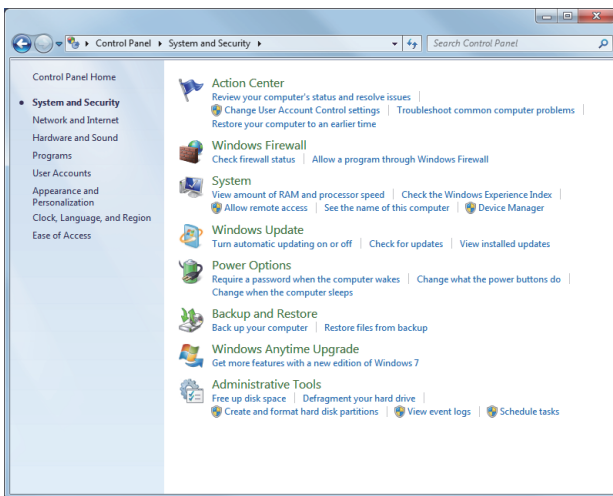 Control Panel System and Security Search Control Panel
Control Panel Home
System and Security
Network and Internet
Hardware and Sound
Programs
User Accounts
Appearance and
Personalization
Clock, Language, and Region
Ease of Access
Action Center
Review your computer's status and resolve issues
Change User Account Control settings Troubleshoot common computer problems
Restore your computer to an earlier time
Windows Firewall
Check firewall status Allow a program through Windows Firewall
System
View amount of RAM and processor speed Check the Windows Experience Index
Allow remote access See the name of this computer Device Manager
Windows Update
Turn automatic updating on or off Check for updates View installed updates
Power Options
Require a password when the computer wakes Change what the power buttons do
Change when the computer sleeps
Backup and Restore
Back up your computer Restore files from backup
Windows Anytime Upgrade
Get more features with a new edition of Windows 7
Administrative Tools
Free up disk space Defragment your hard drive
Create and format hard disk partitions View event logs Schedule tasks